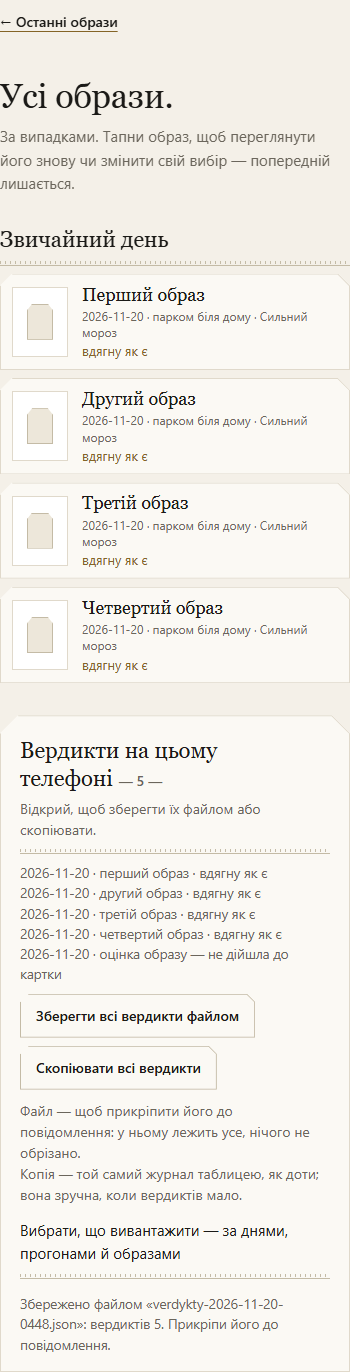 ← Останні образи
Усі образи.
За випадками. Тапни образ, щоб переглянути
його знову чи змінити свій вибір — попередній
лишається.
Звичайний день
Перший образ
2026-11-20 · парком біля дому · Сильний
мороз
вдягну як є
Другий образ
2026-11-20 · парком біля дому · Сильний
мороз
вдягну як є
Третій образ
2026-11-20 · парком біля дому · Сильний
мороз
вдягну як є
Четвертий образ
2026-11-20 · парком біля дому · Сильний
мороз
вдягну як є
Вердикти на цьому
телефоні — 5 —
Відкрий, щоб зберегти їх файлом або
скопіювати.
2026-11-20 · перший образ · вдягну як є
2026-11-20 · другий образ · вдягну як є
2026-11-20 · третій образ · вдягну як є
2026-11-20 · четвертий образ · вдягну як є
2026-11-20 · оцінка образу — не дійшла до
картки
Зберегти всі вердикти файлом
Скопіювати всі вердикти
Файл — щоб прикріпити його до
повідомлення: у ньому лежить усе, нічого не
обрізано.
Копія — той самий журнал таблицею, як доти;
вона зручна, коли вердиктів мало.
Вибрати, що вивантажити — за днями,
прогонами й образами
Збережено файлом «verdykty-2026-11-20-
0448.json»: вердиктів 5. Прикріпи його до
повідомлення.